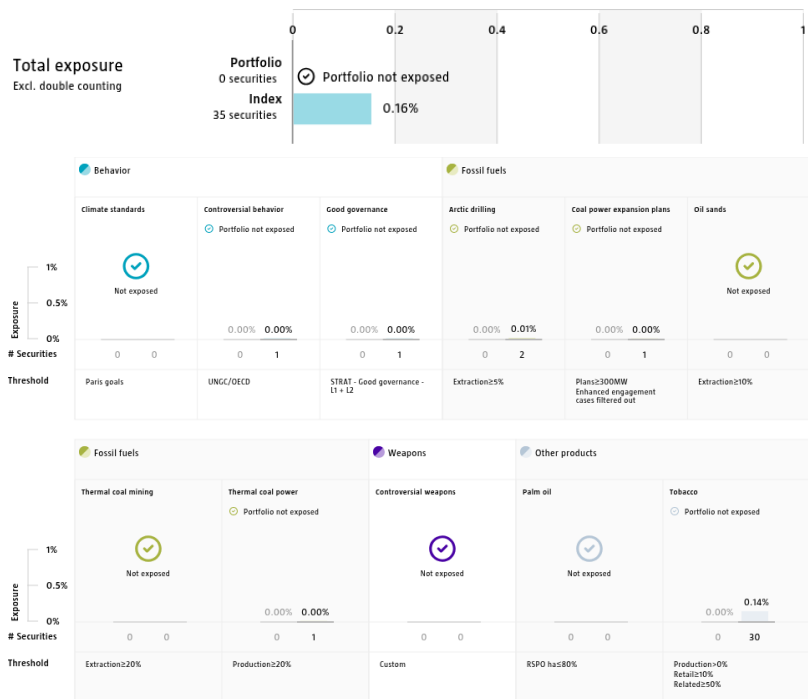 0 0.2 0.4 0.6 0.8 1
Total exposure
Excl. double counting
Portfolio
0 securities
Portfolio not exposed
Index
35 securities
0.16%
Behavior Fossil fuels
Climate standards Controversial behavior Good governance Arctic drilling Coal power expansion plans Oil sands
Portfolio not exposed Portfolio not exposed Portfolio not exposed Portfolio not exposed
Not exposed Not exposed
Exposure
1%
0.5%
0%
0.00% 0.00% 0.00% 0.00% 0.00% 0.01% 0.00% 0.00%
# Securities 0 0 0 1 0 1 0 2 0 1 0 0
Threshold
Paris goals
UNGC/OECD
STRAT - Good governance -
L1 + L2
Extraction≥5%
Plans≥300MW
Enhanced engagement
cases filtered out
Extraction≥10%
Fossil fuels Weapons Other products
Thermal coal mining Thermal coal power Controversial weapons Palm oil Tobacco
Portfolio not exposed Portfolio not exposed
Not exposed Not exposed Not exposed
Exposure
1%
0.5%
0%
0.00% 0.00% 0.00% 0.14%
# Securities 0 0 0 1 0 0 0 0 0 30
Threshold
Extraction≥20%
Production≥20%
Custom
RSPO ha≤80%
Production>0%
Retail≥10%
Related≥50%